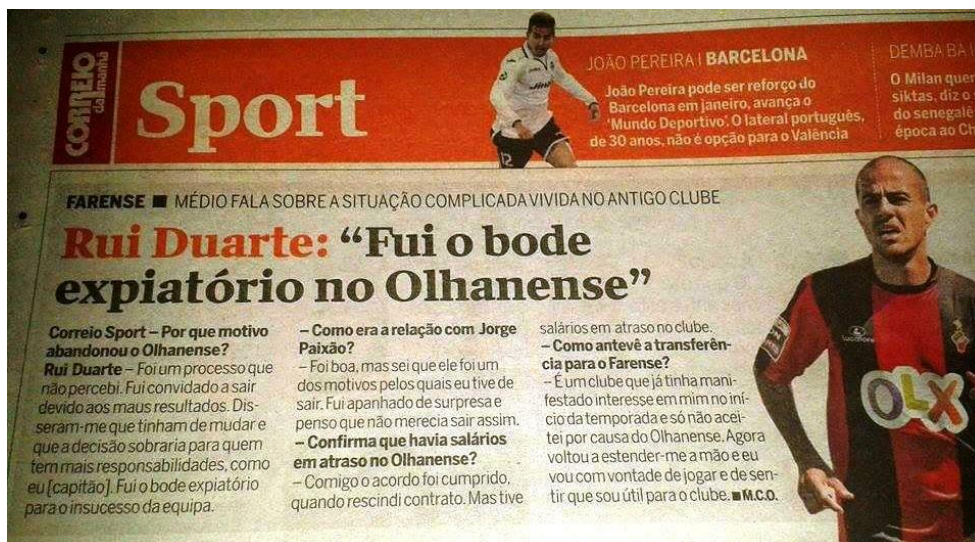 CORREIO
da manhã
Sport
JOÃO PEREIRA | BARCELONA
João Pereira pode ser reforço do
Barcelona em janeiro, avança o
'Mundo Deportivo'. O lateral português,
de 30 anos, não é opção para o Valência
DEMBA BA
O Milan que
siktas, diz o
do senegale
época ao Ch
12
FARENSE ■ MÉDIO FALA SOBRE A SITUAÇÃO COMPLICADA VIVIDA NO ANTIGO CLUBE
Rui Duarte: “Fui o bode
expiatório no Olhanense”
Correio Sport – Por que motivo
abandonou o Olhanense?
Rui Duarte – Foi um processo que
não percebi. Fui convidado a sair
devido aos maus resultados. Dis-
seram-me que tinham de mudar e
que a decisão sobraria para quem
tem mais responsabilidades, como
eu [capitão]. Fui o bode expiatório
para o insucesso da equipa.
– Como era a relação com Jorge
Paixão?
– Foi boa, mas sei que ele foi um
dos motivos pelos quais eu tive de
sair. Fui apanhado de surpresa e
penso que não merecia sair assim.
– Confirma que havia salários
em atraso no Olhanense?
– Comigo o acordo foi cumprido,
quando rescindi contrato. Mas tive
salários em atraso no clube.
– Como antevê a transferên-
cia para o Farense?
– É um clube que já tinha mani-
festado interesse em mim no iní-
cio da temporada e só não acei-
tei por causa do Olhanense. Agora
voltou a estender-me a mão e eu
vou com vontade de jogar e de sen-
tir que sou útil para o clube. ■ M.C.O.
OLX